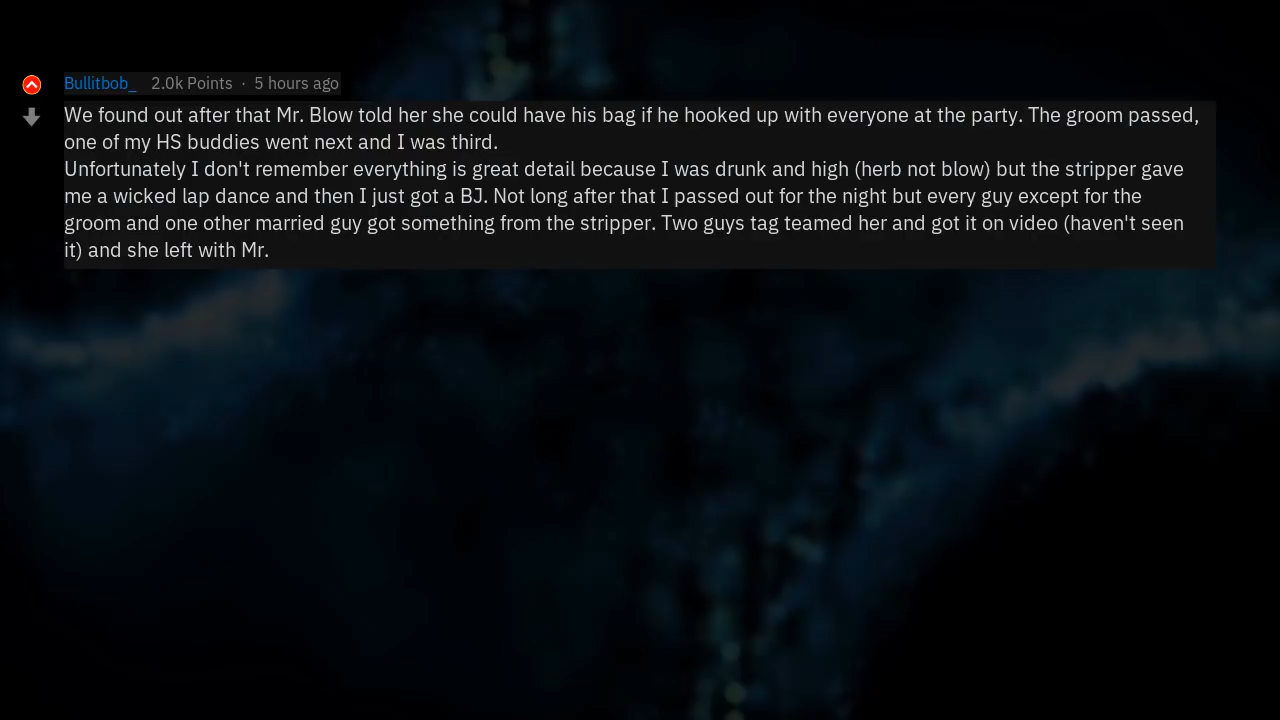 Bullitbob_ 2.0k Points · 5 hours ago
We found out after that Mr. Blow told her she could have his bag if he hooked up with everyone at the party. The groom passed,
one of my HS buddies went next and I was third.
Unfortunately I don't remember everything is great detail because I was drunk and high (herb not blow) but the stripper gave
me a wicked lap dance and then I just got a BJ. Not long after that I passed out for the night but every guy except for the
groom and one other married guy got something from the stripper. Two guys tag teamed her and got it on video (haven't seen
it) and she left with Mr.